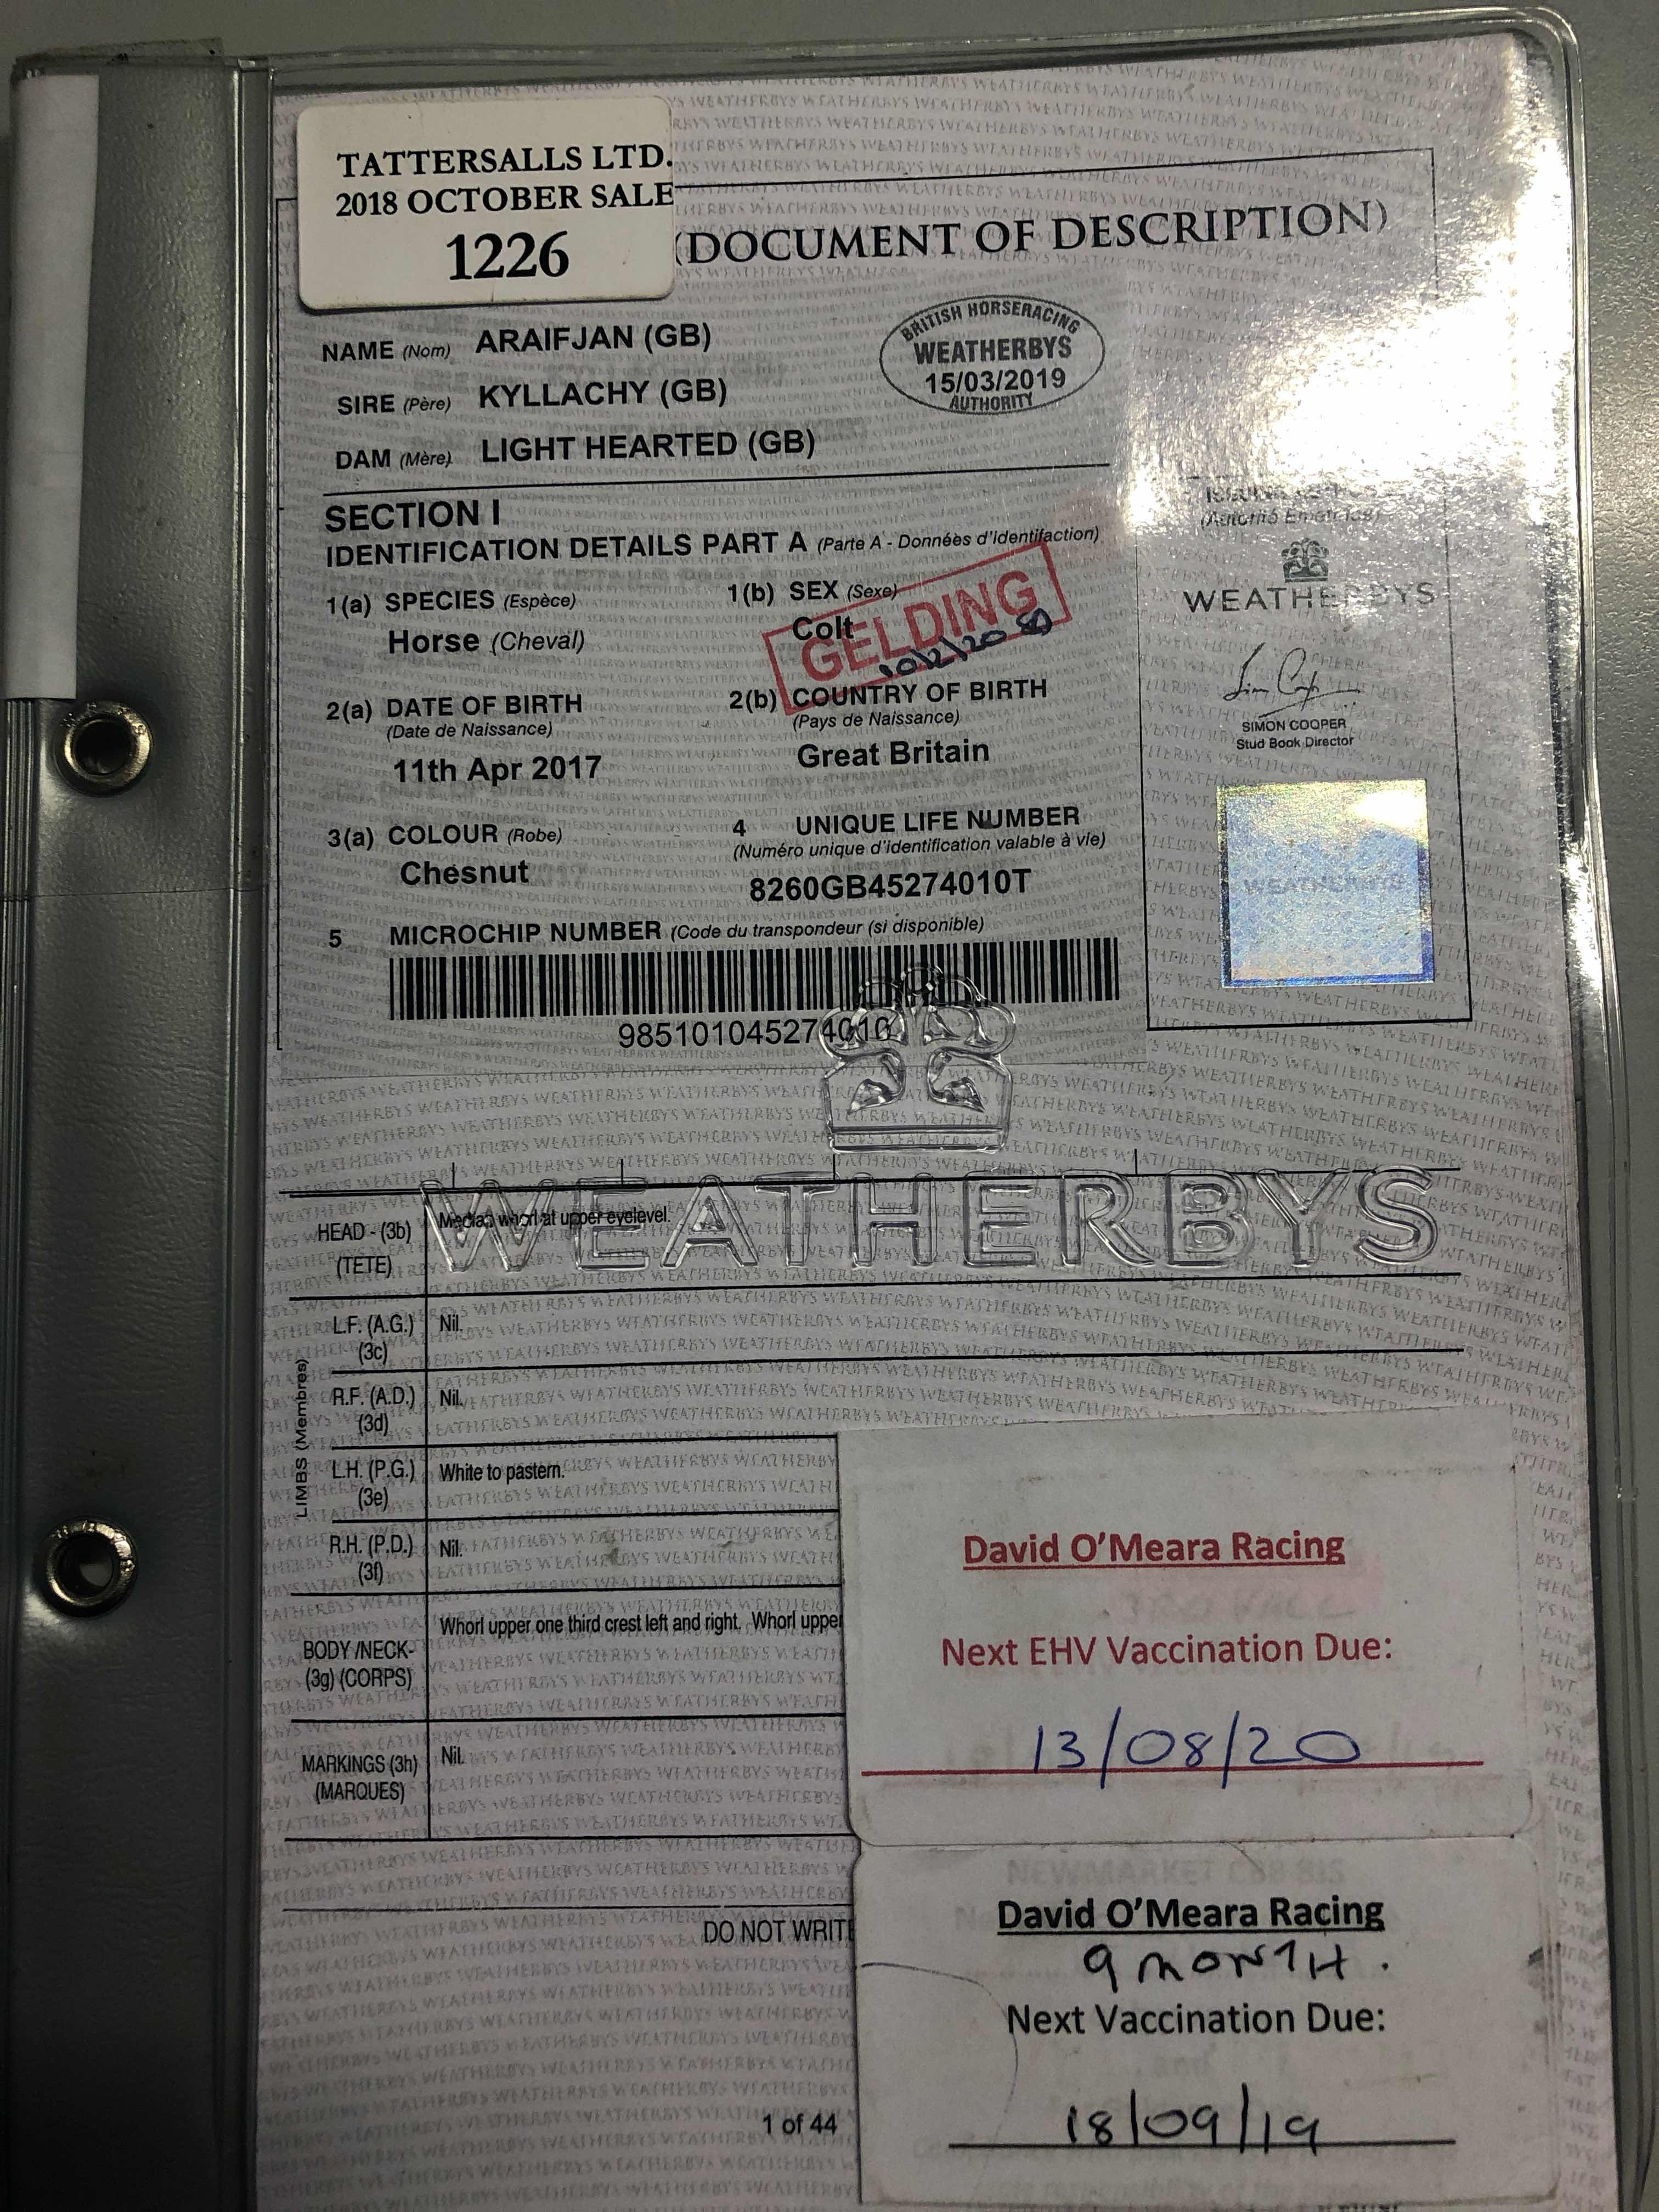 TATTERSALLS LTD.
2018 OCTOBER SALE
1226
(DOCUMENT OF DESCRIPTION)
NAME (Nom) ARAIFJAN (GB)
SIRE (Père) KYLLACHY (GB)
DAM (Mère) LIGHT HEARTED (GB)
BRITISH HORSERACING
WEATHERBYS
15/03/2019
AUTHORITY
SECTION I
IDENTIFICATION DETAILS PART A (Parte A - Données d'Identifaction)
1(a) SPECIES (Espèce)
Horse (Cheval)
1(b) SEX (Sexe)
Colt
GELDING
2(a) DATE OF BIRTH
(Date de Naissance)
11th Apr 2017
2(b) COUNTRY OF BIRTH
(Pays de Naissance)
Great Britain
3(a) COLOUR (Robe)
Chesnut
4 UNIQUE LIFE NUMBER
(Numéro unique d'identification valable à vie)
8260GB45274010T
5 MICROCHIP NUMBER (Code du transpondeur (si disponible)
985101045274010
WEATHERBYS
SIMON COOPER
Stud Book Director
WEATHERBYS
WEATHERBYS
HEAD - (3b)
(TETE)
Median whorl at upper eyelevel.
LIMBS (Membres)
L.F. (A.G.)
(3c)
Nil.
R.F. (A.D.)
(3d)
Nil.
L.H. (P.G.)
(3e)
White to pastern.
R.H. (P.D.)
(3f)
Nil.
BODY /NECK-
(3g) (CORPS)
Whorl upper one third crest left and right. Whorl upper
MARKINGS (3h)
(MARQUES)
Nil.
DO NOT WRITE
1 of 44
David O'Meara Racing
Next EHV Vaccination Due:
13/08/20
David O'Meara Racing
9 MONTH.
Next Vaccination Due:
18/09/19